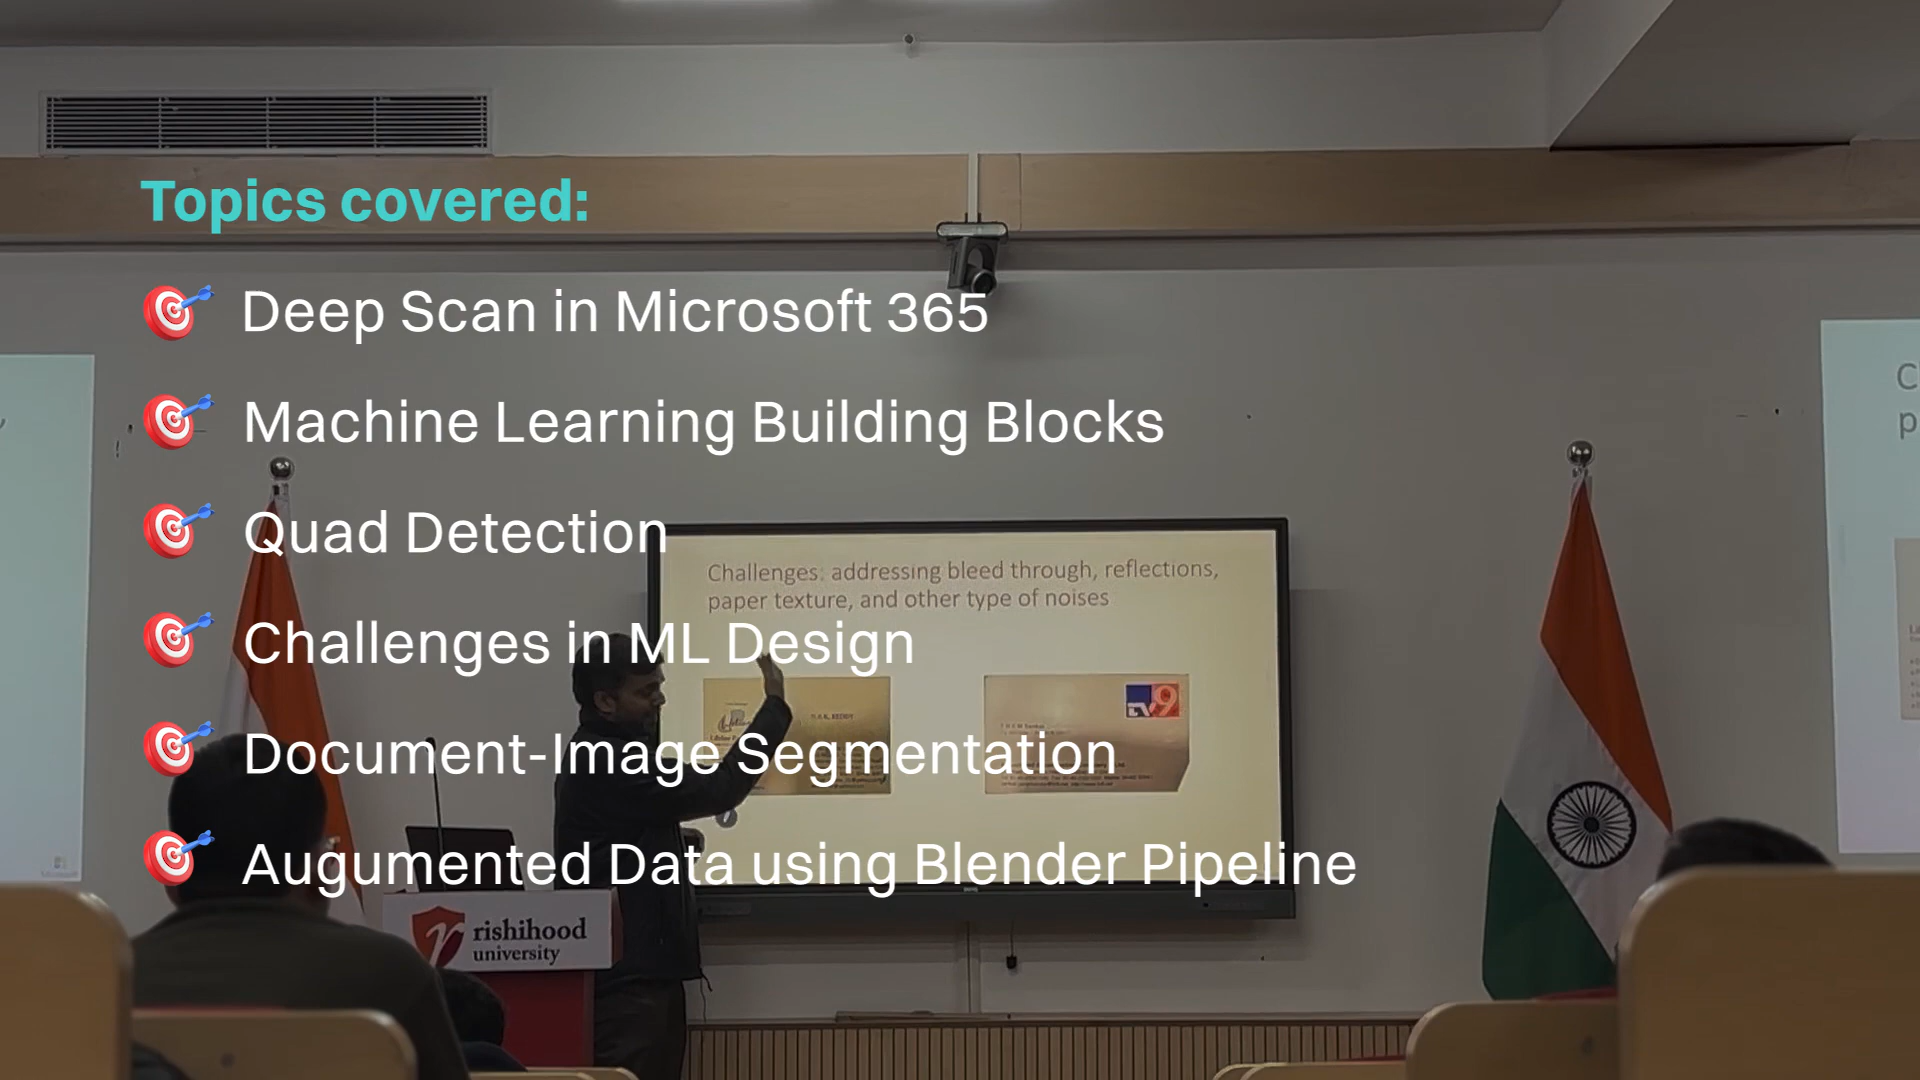 Topics covered:
Deep Scan in Microsoft 365
Machine Learning Building Blocks
Quad Detection
Challenges: addressing bleed through, reflections,
paper texture, and other type of noises
Challenges in ML Design
Document-Image Segmentation
Augumented Data using Blender Pipeline
TV9
rishihood
university